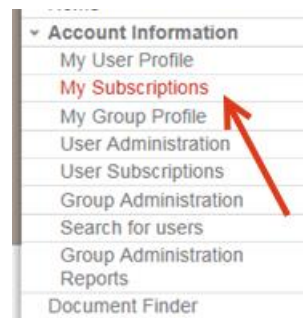 Account Information
My User Profile
My Subscriptions
My Group Profile
User Administration
User Subscriptions
Group Administration
Search for users
Group Administration
Reports
Document Finder